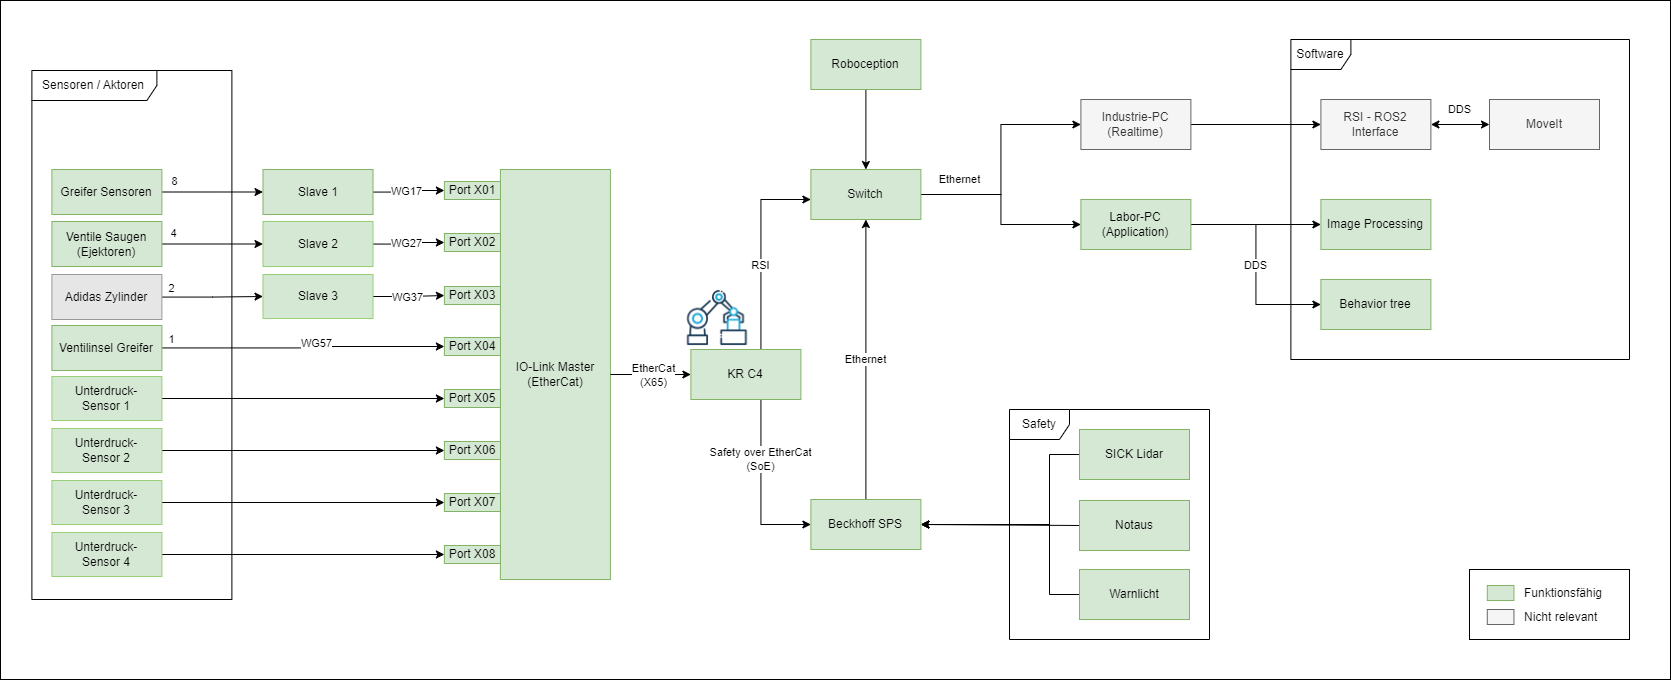 Sensoren / Aktoren
Greifer Sensoren
8
Slave 1
WG17
Port X01
Ventile Saugen
(Ejektoren)
4
Slave 2
WG27
Port X02
Adidas Zylinder
2
Slave 3
WG37
Port X03
Ventilinsel Greifer
1
WG57
Port X04
Unterdruck-
Sensor 1
Port X05
Unterdruck-
Sensor 2
Port X06
Unterdruck-
Sensor 3
Port X07
Unterdruck-
Sensor 4
Port X08
IO-Link Master
(EtherCat)
EtherCat
(X65)
KR C4
RSI
Safety over EtherCat
(SoE)
Roboception
Switch
Ethernet
Beckhoff SPS
Ethernet
Industrie-PC
(Realtime)
Labor-PC
(Application)
DDS
Software
RSI - ROS2
Interface
DDS
MoveIt
Image Processing
Behavior tree
Safety
SICK Lidar
Notaus
Warnlicht
Funktionsfähig
Nicht relevant